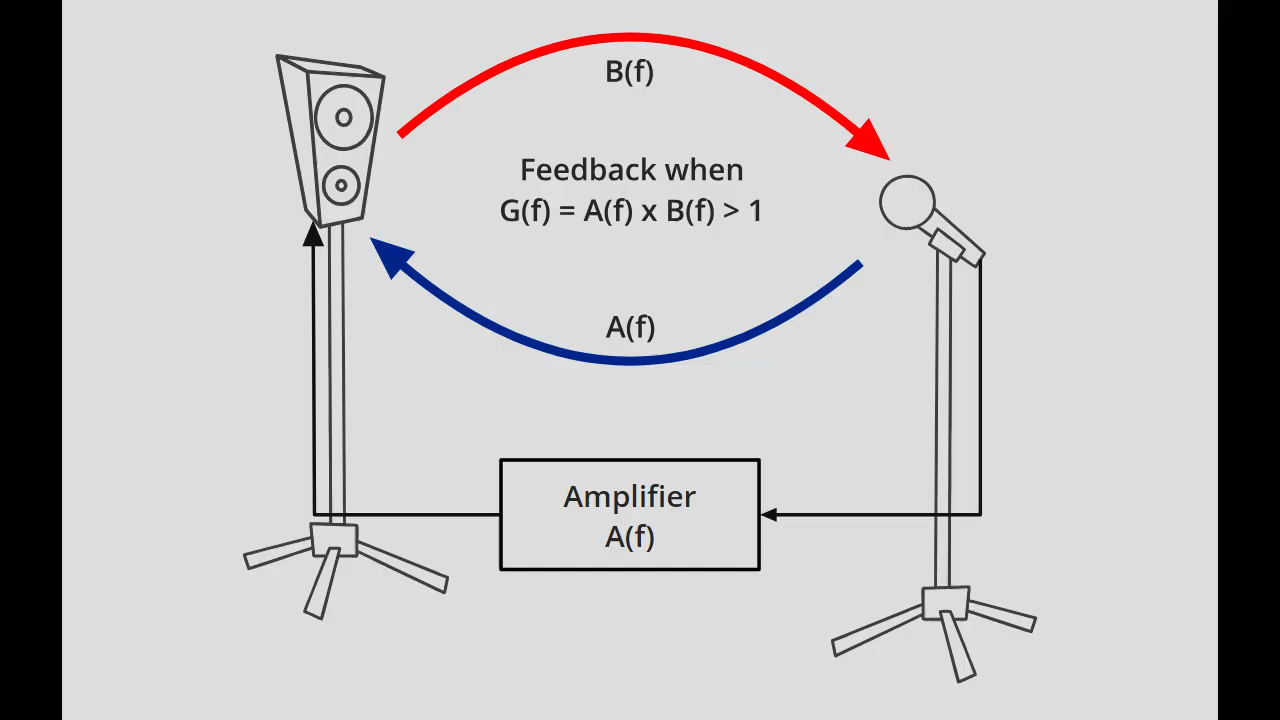 B(f)
Feedback when
G(f) = A(f) x B(f) > 1
A(f)
Amplifier
A(f)